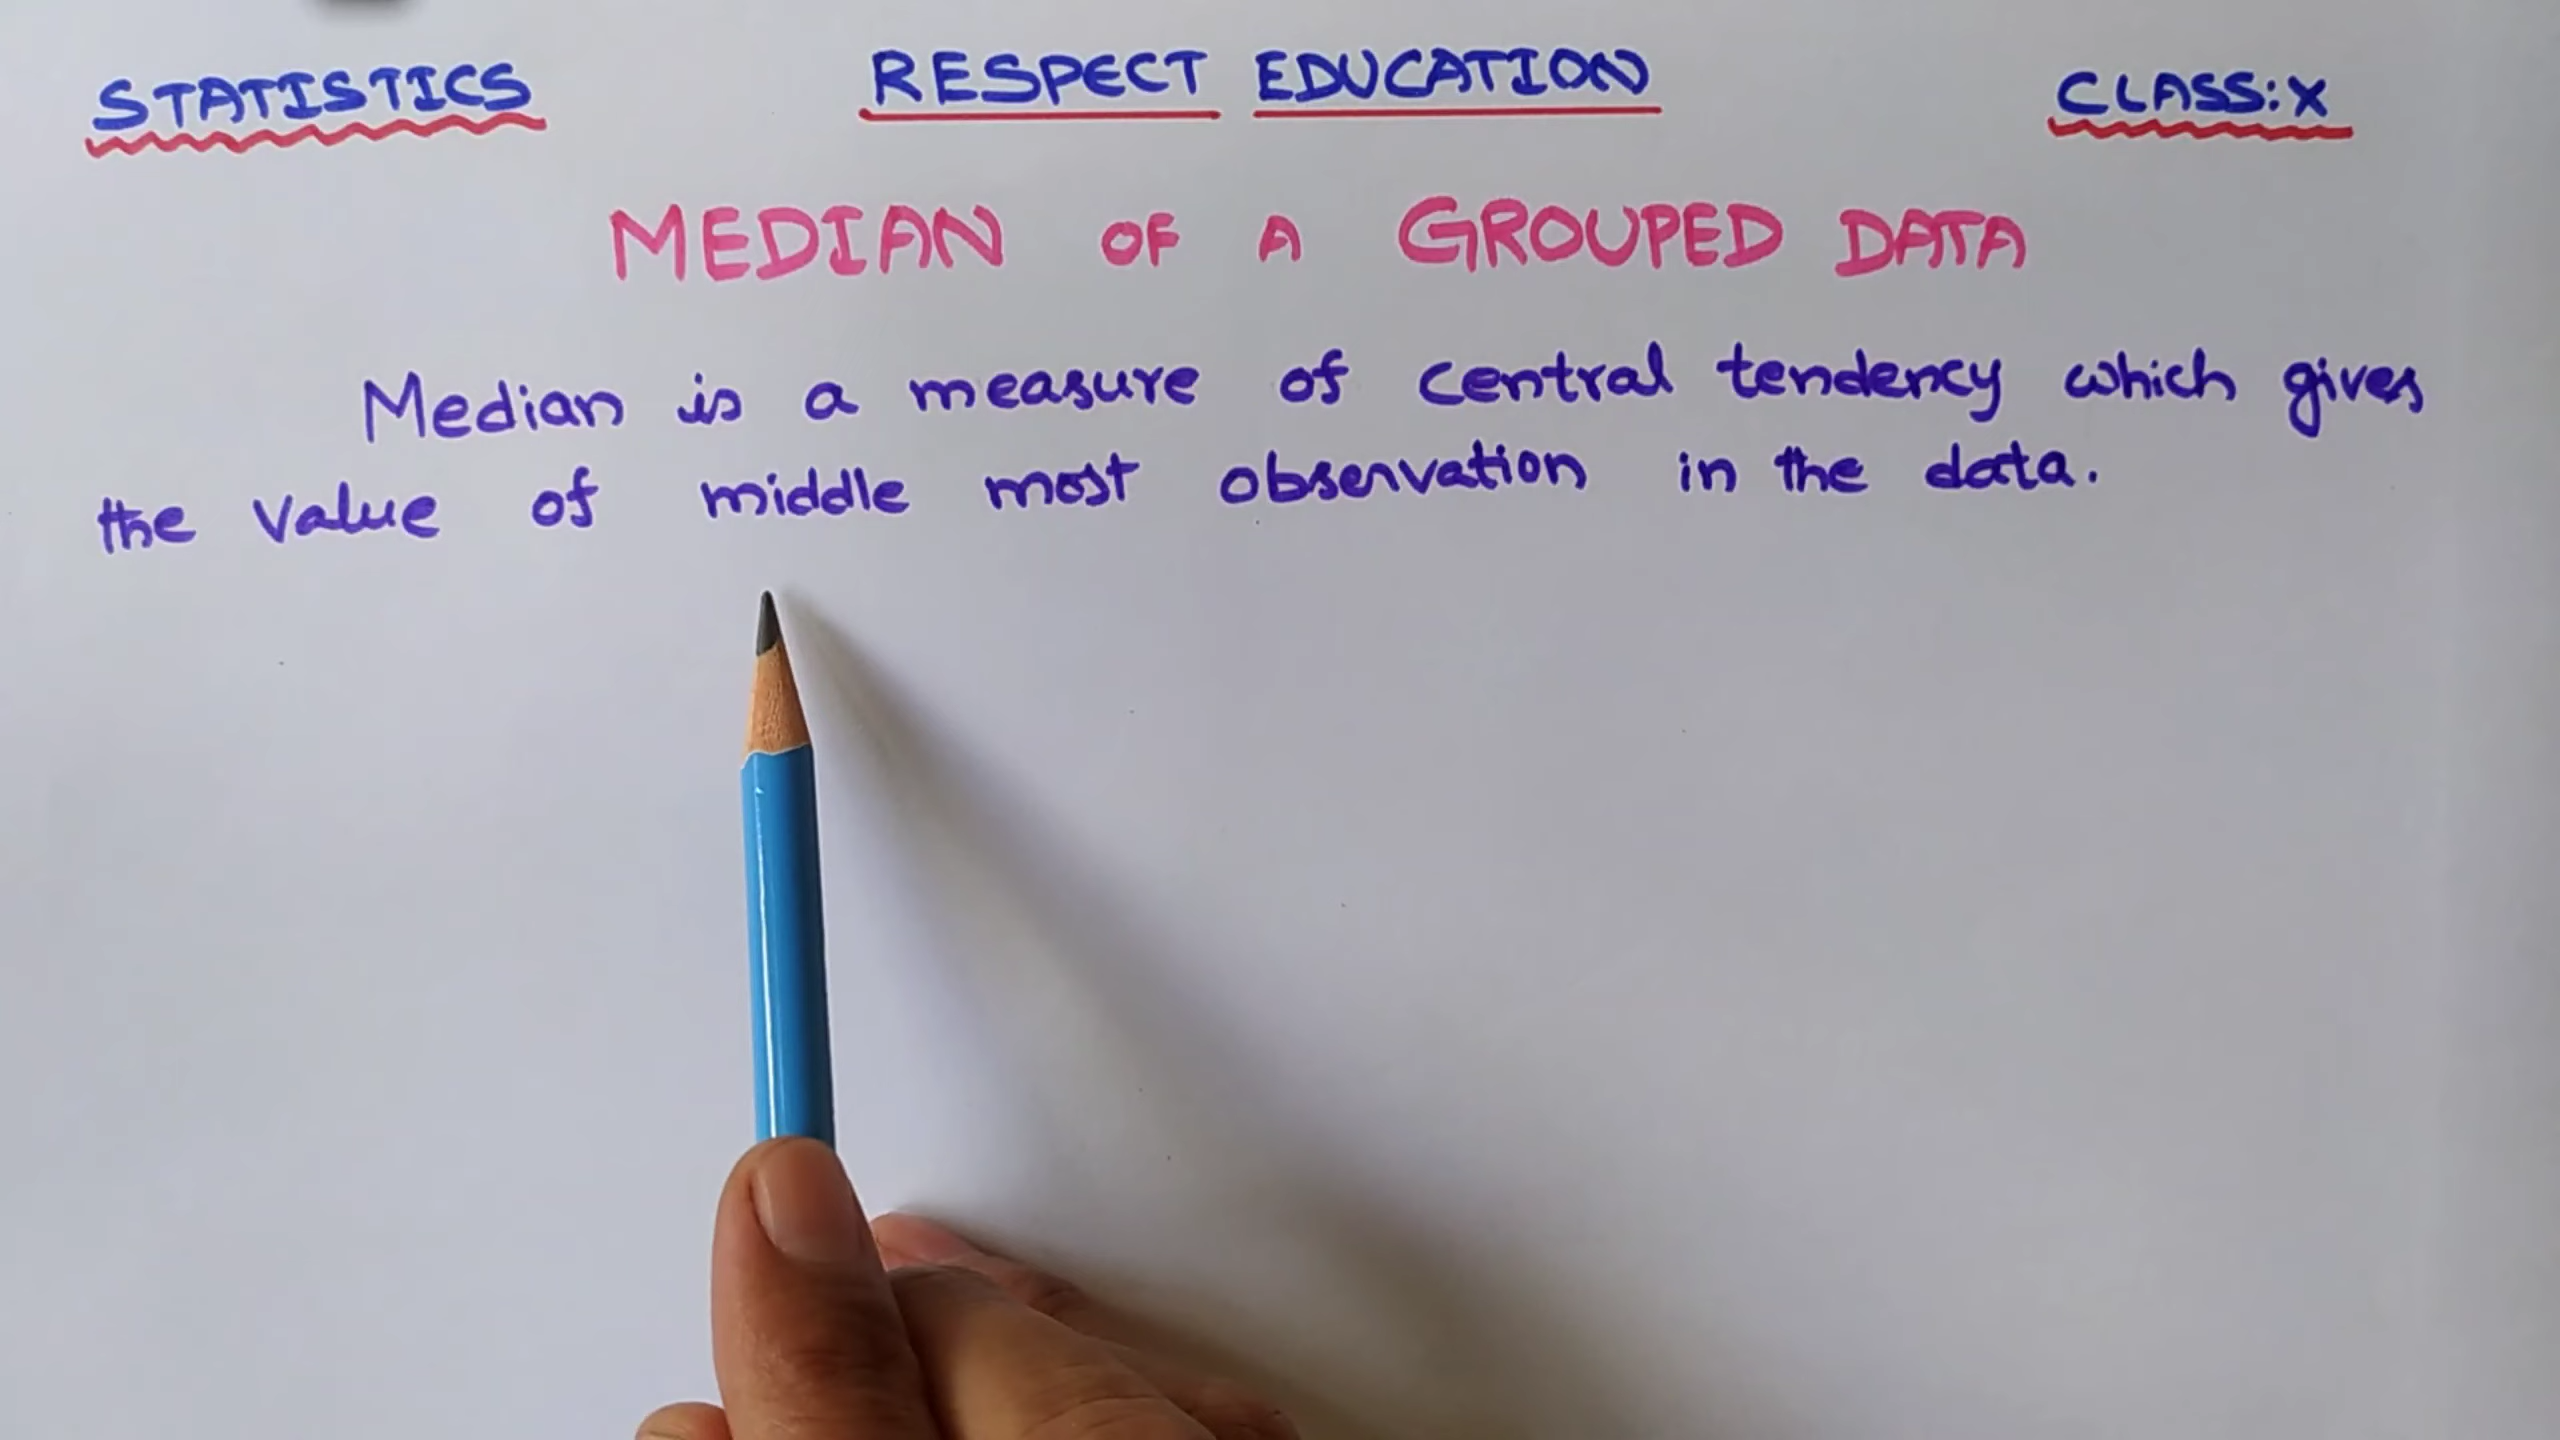 STATISTICS RESPECT EDUCATION CLASS:X
MEDIAN OF A GROUPED DATA
Median is a measure of central tendency which gives
the value of middle most observation in the data.